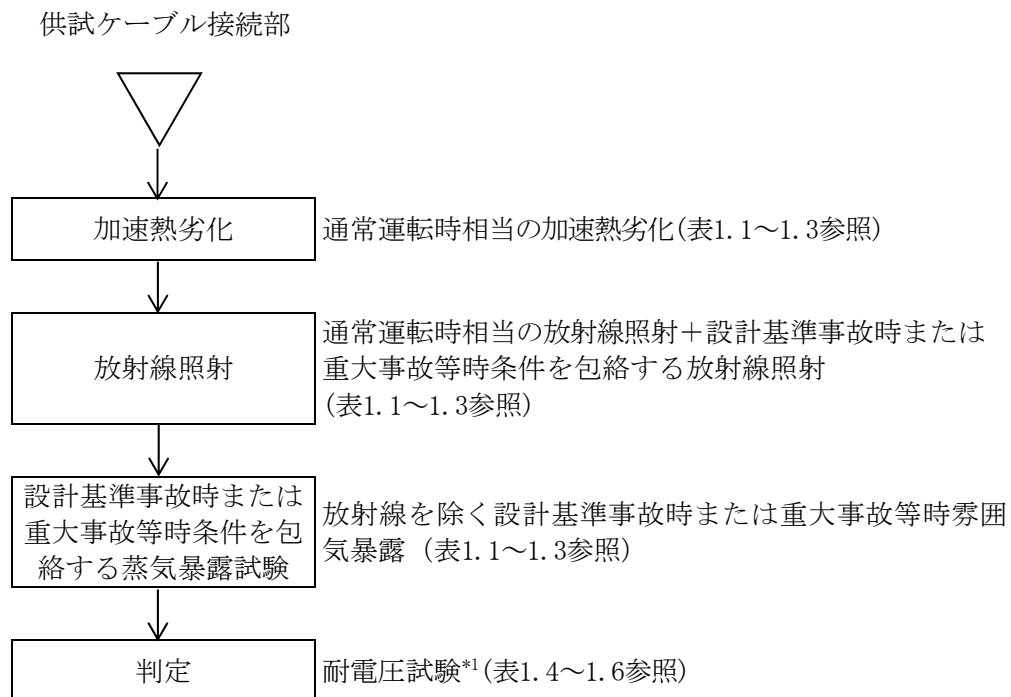 供試ケーブル接続部
加速熱劣化
通常運転時相当の加速熱劣化(表1.1～1.3参照)
放射線照射
通常運転時相当の放射線照射＋設計基準事故時または
重大事故等時条件を包絡する放射線照射
(表1.1～1.3参照)
設計基準事故時または
重大事故等時条件を包
絡する蒸気暴露試験
放射線を除く設計基準事故時または重大事故等時雰囲
気暴露 (表1.1～1.3参照)
判定
耐電圧試験*1(表1.4～1.6参照)